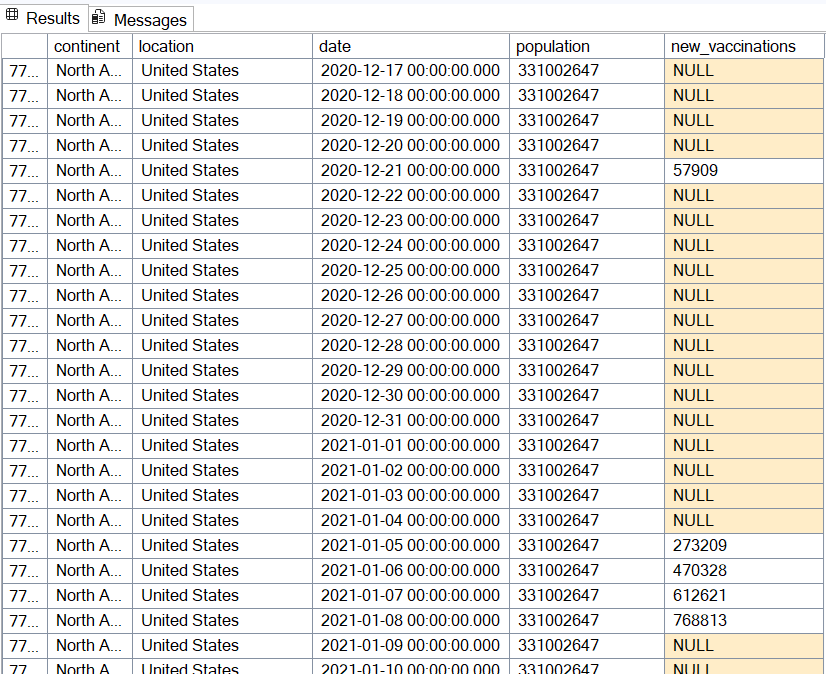 Results Messages
continent location date population new_vaccinations
77... North A... United States 2020-12-17 00:00:00.000 331002647 NULL
77... North A... United States 2020-12-18 00:00:00.000 331002647 NULL
77... North A... United States 2020-12-19 00:00:00.000 331002647 NULL
77... North A... United States 2020-12-20 00:00:00.000 331002647 NULL
77... North A... United States 2020-12-21 00:00:00.000 331002647 57909
77... North A... United States 2020-12-22 00:00:00.000 331002647 NULL
77... North A... United States 2020-12-23 00:00:00.000 331002647 NULL
77... North A... United States 2020-12-24 00:00:00.000 331002647 NULL
77... North A... United States 2020-12-25 00:00:00.000 331002647 NULL
77... North A... United States 2020-12-26 00:00:00.000 331002647 NULL
77... North A... United States 2020-12-27 00:00:00.000 331002647 NULL
77... North A... United States 2020-12-28 00:00:00.000 331002647 NULL
77... North A... United States 2020-12-29 00:00:00.000 331002647 NULL
77... North A... United States 2020-12-30 00:00:00.000 331002647 NULL
77... North A... United States 2020-12-31 00:00:00.000 331002647 NULL
77... North A... United States 2021-01-01 00:00:00.000 331002647 NULL
77... North A... United States 2021-01-02 00:00:00.000 331002647 NULL
77... North A... United States 2021-01-03 00:00:00.000 331002647 NULL
77... North A... United States 2021-01-04 00:00:00.000 331002647 NULL
77... North A... United States 2021-01-05 00:00:00.000 331002647 273209
77... North A... United States 2021-01-06 00:00:00.000 331002647 470328
77... North A... United States 2021-01-07 00:00:00.000 331002647 612621
77... North A... United States 2021-01-08 00:00:00.000 331002647 768813
77... North A... United States 2021-01-09 00:00:00.000 331002647 NULL
77... North A... United States 2021-01-10 00:00:00.000 331002647 NULL